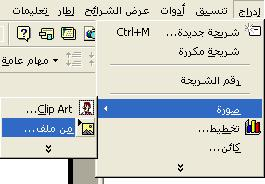 إدراج تنسيق أدوات عرض الشرائح إطار تعليمات
شريحة جديدة... Ctrl+M
شريحة مكررة
مهام عامة
رقم الشريحة
صورة
Clip Art...
تخطيط...
من ملف...
كائن...